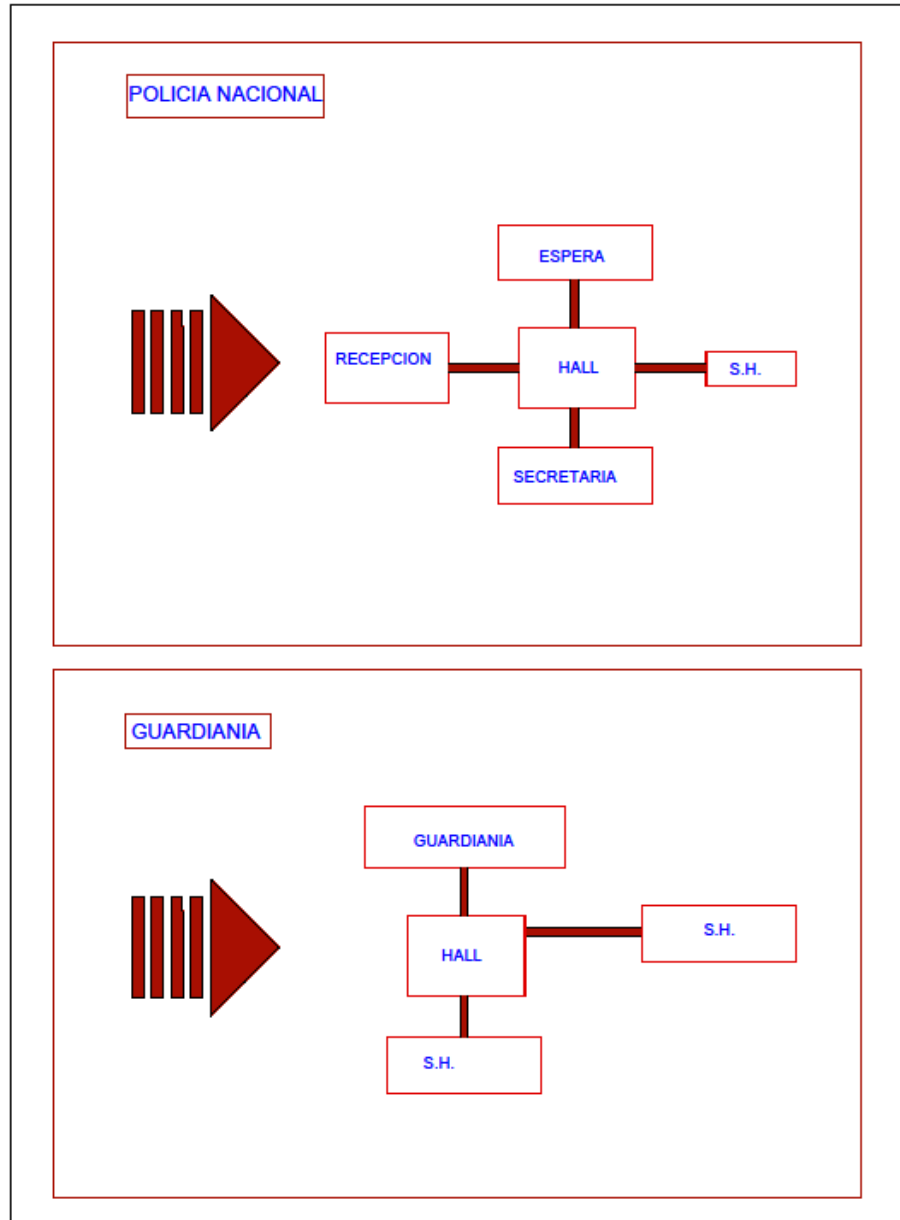 POLICIA NACIONAL
ESPERA
RECEPCION
HALL
S.H.
SECRETARIA
GUARDIANIA
GUARDIANIA
S.H.
HALL
S.H.